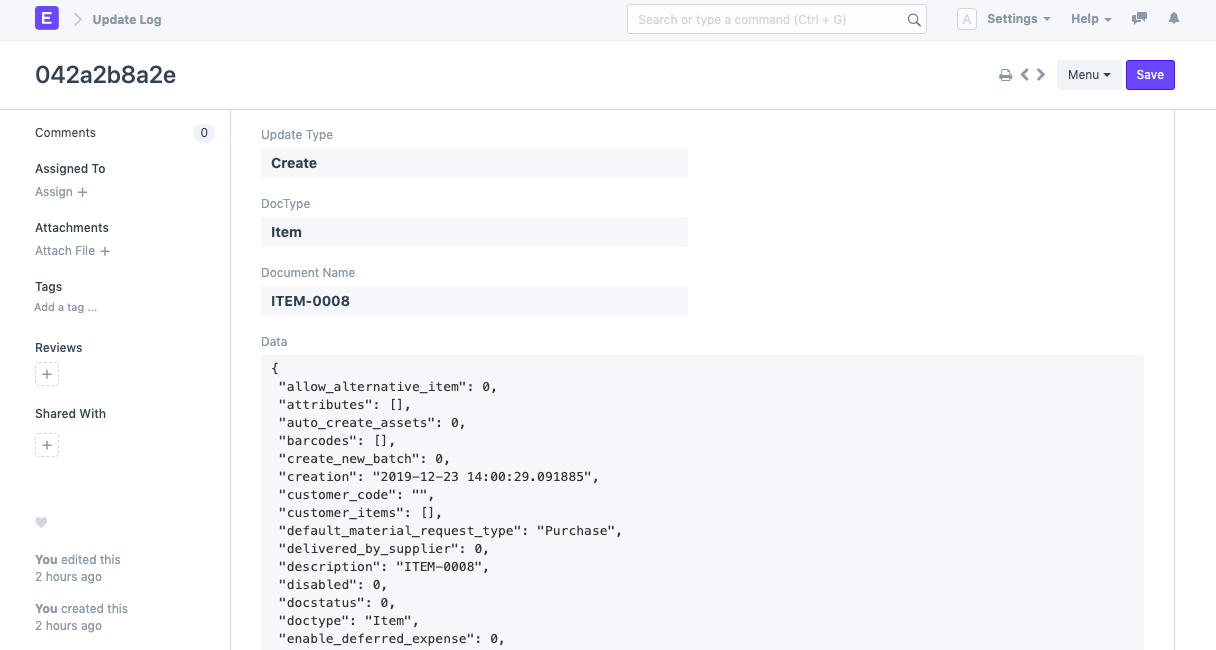 E
Update Log
Search or type a command (Ctrl + G)
A
Settings
Help
042a2b8a2e
Menu
Save
Comments
0
Assigned To
Assign +
Attachments
Attach File +
Tags
Add a tag ...
Reviews
+
Shared With
+
You edited this
2 hours ago
You created this
2 hours ago
Update Type
Create
DocType
Item
Document Name
ITEM-0008
Data
{
"allow_alternative_item": 0,
"attributes": [],
"auto_create_assets": 0,
"barcodes": [],
"create_new_batch": 0,
"creation": "2019-12-23 14:00:29.091885",
"customer_code": "",
"customer_items": [],
"default_material_request_type": "Purchase",
"delivered_by_supplier": 0,
"description": "ITEM-0008",
"disabled": 0,
"docstatus": 0,
"doctype": "Item",
"enable_deferred_expense": 0,